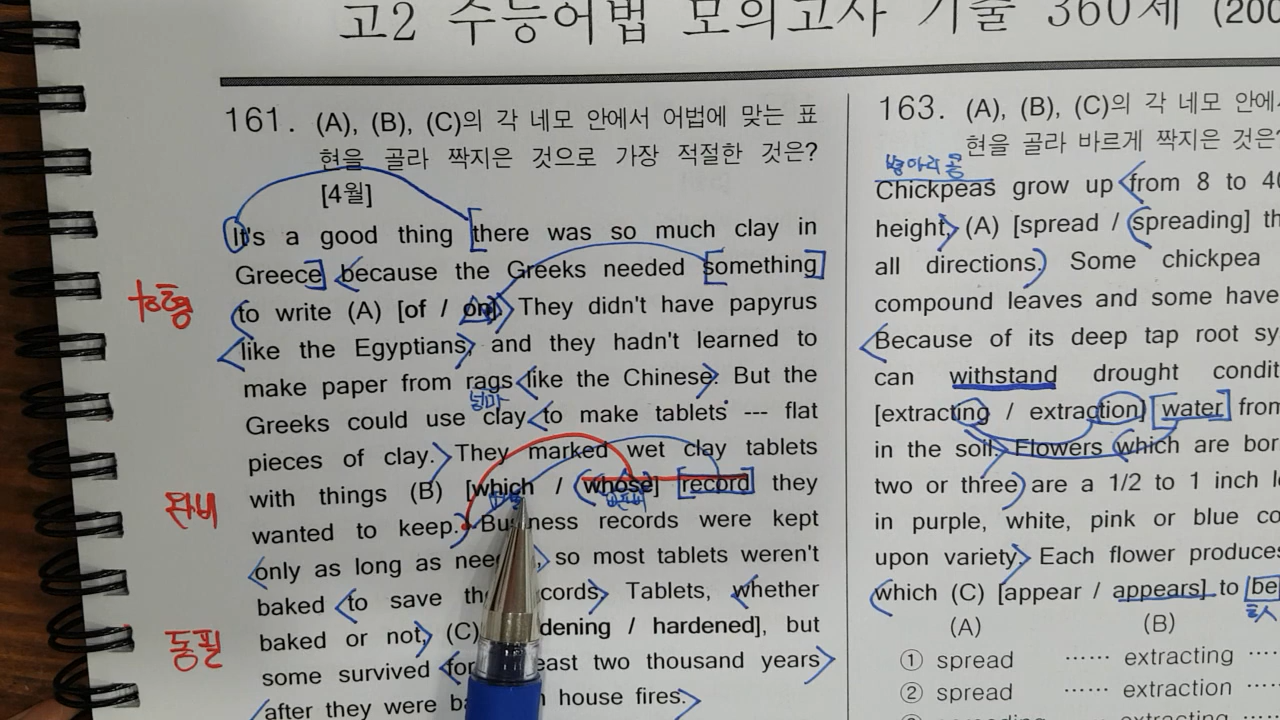 고2 수능어법 모의고사 기출 360제 (200
161. (A), (B), (C)의 각 네모 안에서 어법에 맞는 표
현을 골라 짝지은 것으로 가장 적절한 것은?
[4월]
It's a good thing there was so much clay in
Greece because the Greeks needed something
to write (A) [of / on]. They didn't have papyrus
like the Egyptians, and they hadn't learned to
make paper from rags like the Chinese. But the
넝마
Greeks could use clay to make tablets --- flat
pieces of clay. They marked wet clay tablets
with things (B) [which / whose] record they
wanted to keep. Business records were kept
only as long as needed, so most tablets weren't
baked to save the records. Tablets, whether
baked or not, (C) dening / hardened], but
some survived for east two thousand years
after they were ba house fires.
동필
163. (A), (B), (C)의 각 네모 안에
현을 골라 바르게 짝지은 것은?
병아리콩
Chickpeas grow up from 8 to 40
height, (A) [spread / spreading] th
all directions. Some chickpea
compound leaves and some have
Because of its deep tap root sy
can withstand drought condit
[extracting / extraction] water from
in the soil. Flowers which are bor
two or three are a 1/2 to 1 inch l
in purple, white, pink or blue co
upon variety. Each flower produces
which (C) [appear / appears] to be
(A) (B)
① spread ······ extracting ····
② spread ······ extraction ····